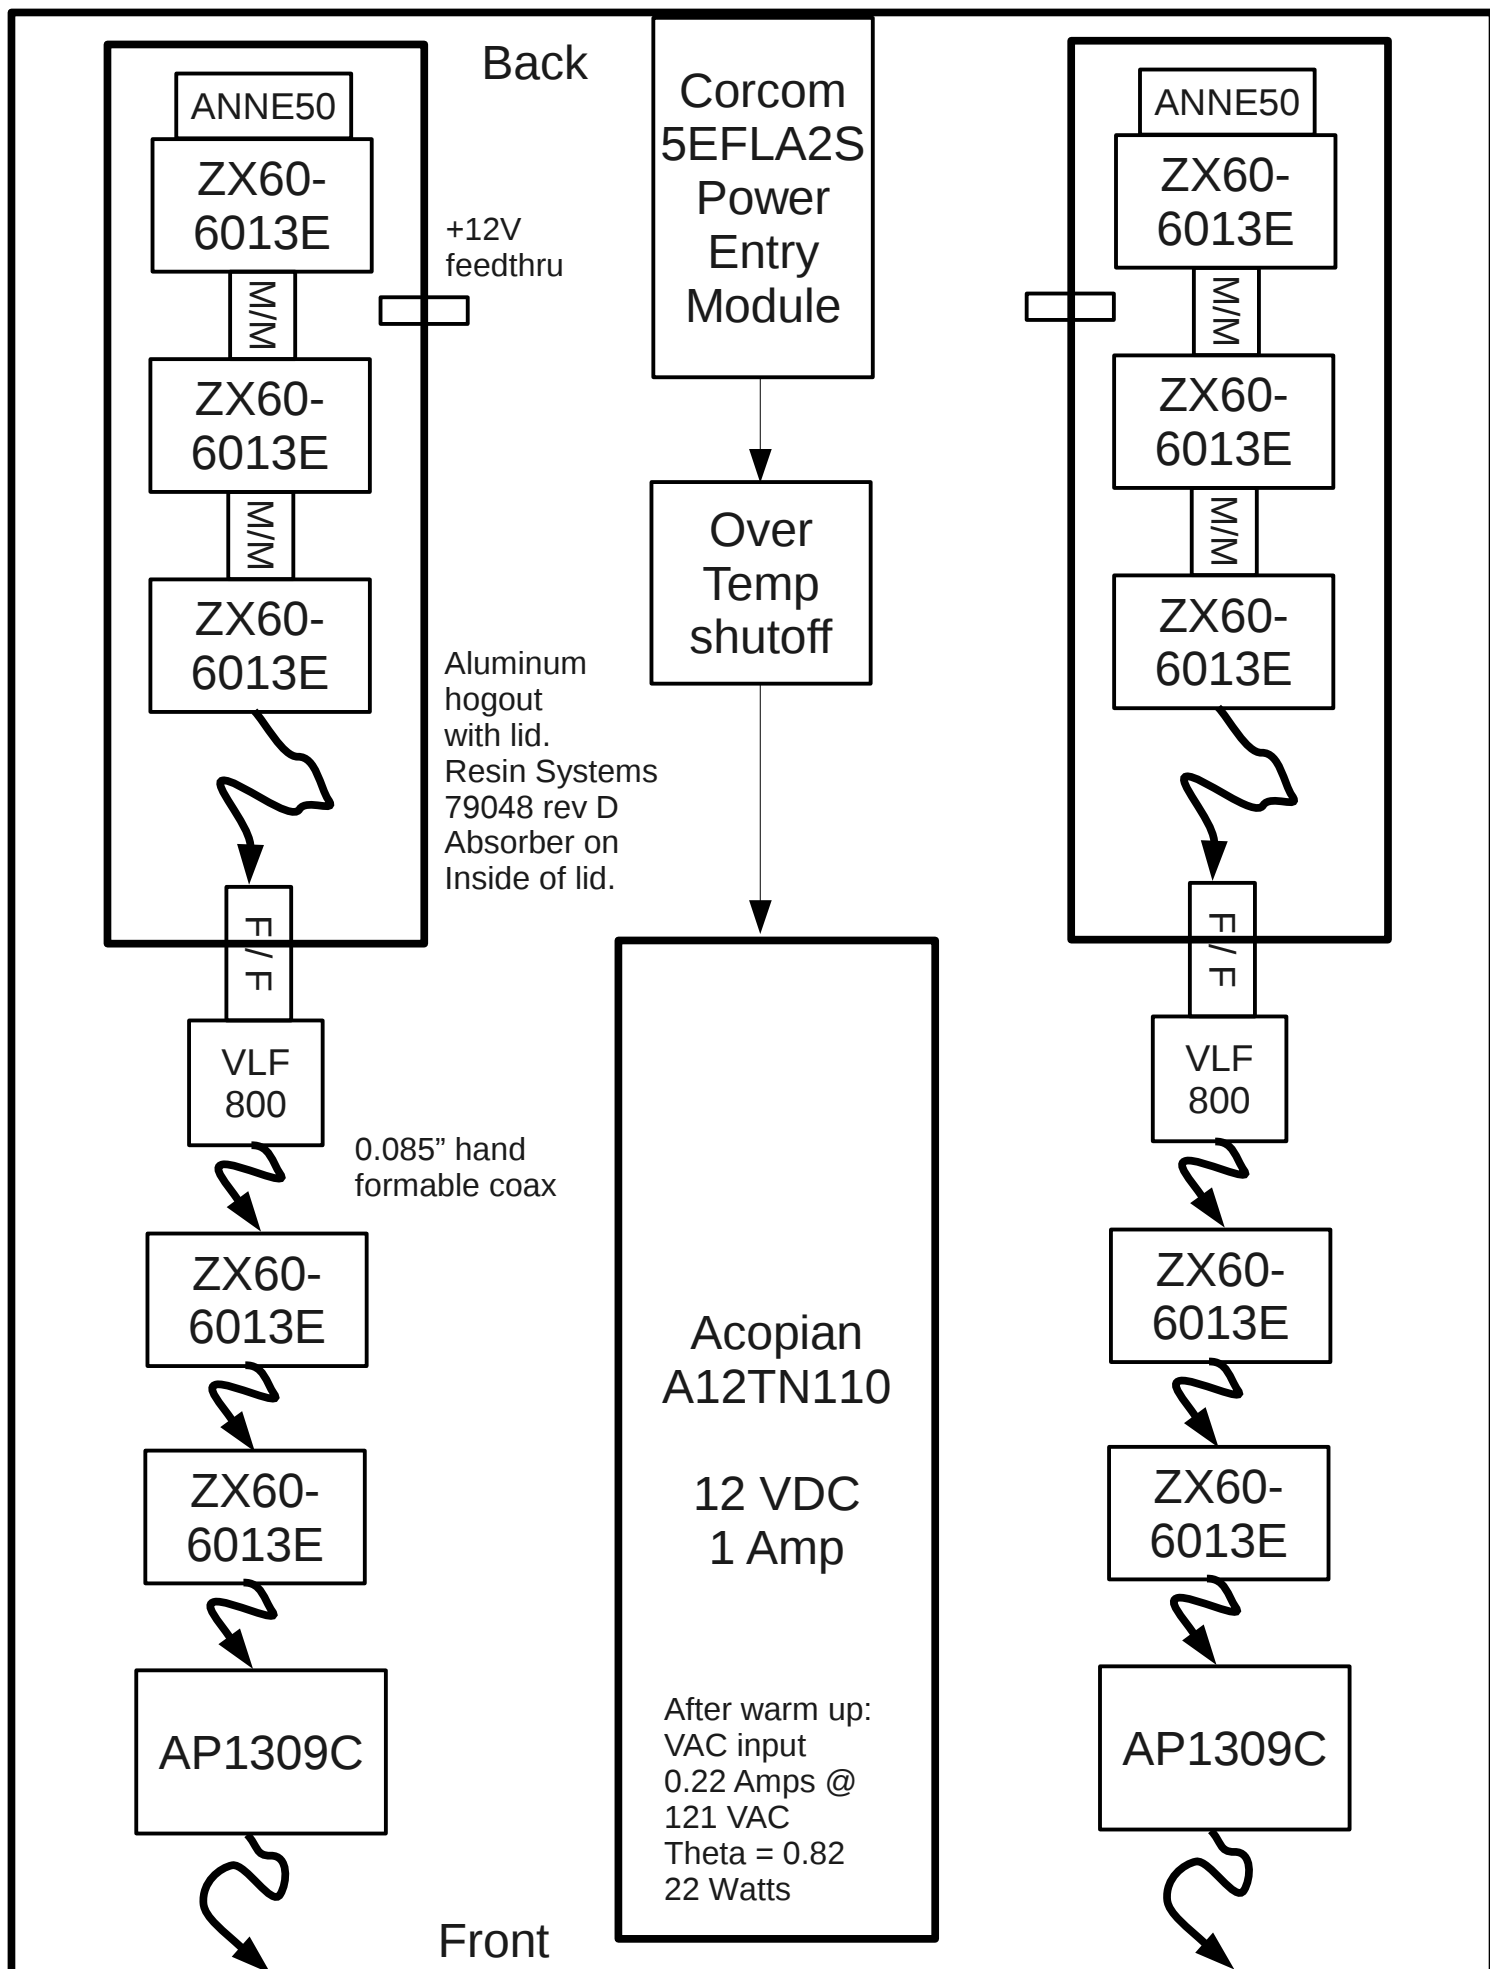 Back
ANNE50
ZX60-
6013E
M/M
ZX60-
6013E
M/M
ZX60-
6013E
F / F
VLF
800
ZX60-
6013E
ZX60-
6013E
AP1309C
+12V
feedthru
Aluminum
hogout
with lid.
Resin Systems
79048 rev D
Absorber on
Inside of lid.
0.085” hand
formable coax
Front
Corcom
5EFLA2S
Power
Entry
Module
Over
Temp
shutoff
Acopian
A12TN110
12 VDC
1 Amp
After warm up:
VAC input
0.22 Amps @
121 VAC
Theta = 0.82
22 Watts
ANNE50
ZX60-
6013E
M/M
ZX60-
6013E
M/M
ZX60-
6013E
F / F
VLF
800
ZX60-
6013E
ZX60-
6013E
AP1309C